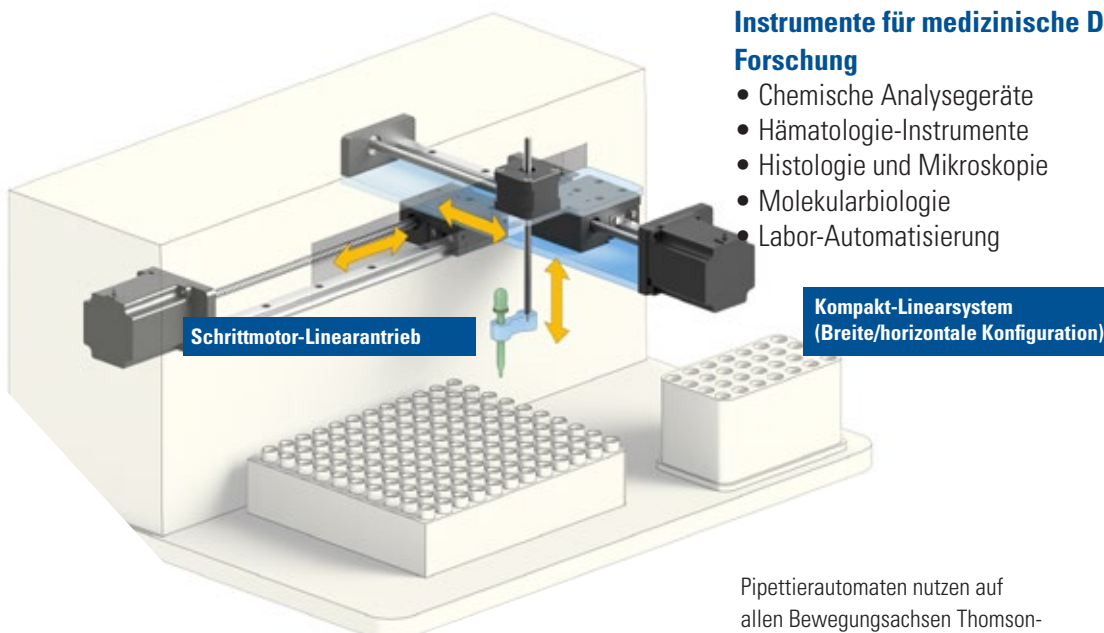 Instrumente für medizinische D
Forschung
• Chemische Analysegeräte
• Hämatologie-Instrumente
• Histologie und Mikroskopie
• Molekularbiologie
• Labor-Automatisierung
Schrittmotor-Linearantrieb
Kompakt-Linearsystem
(Breite/horizontale Konfiguration)
Pipettierautomaten nutzen auf
allen Bewegungsachsen Thomson-